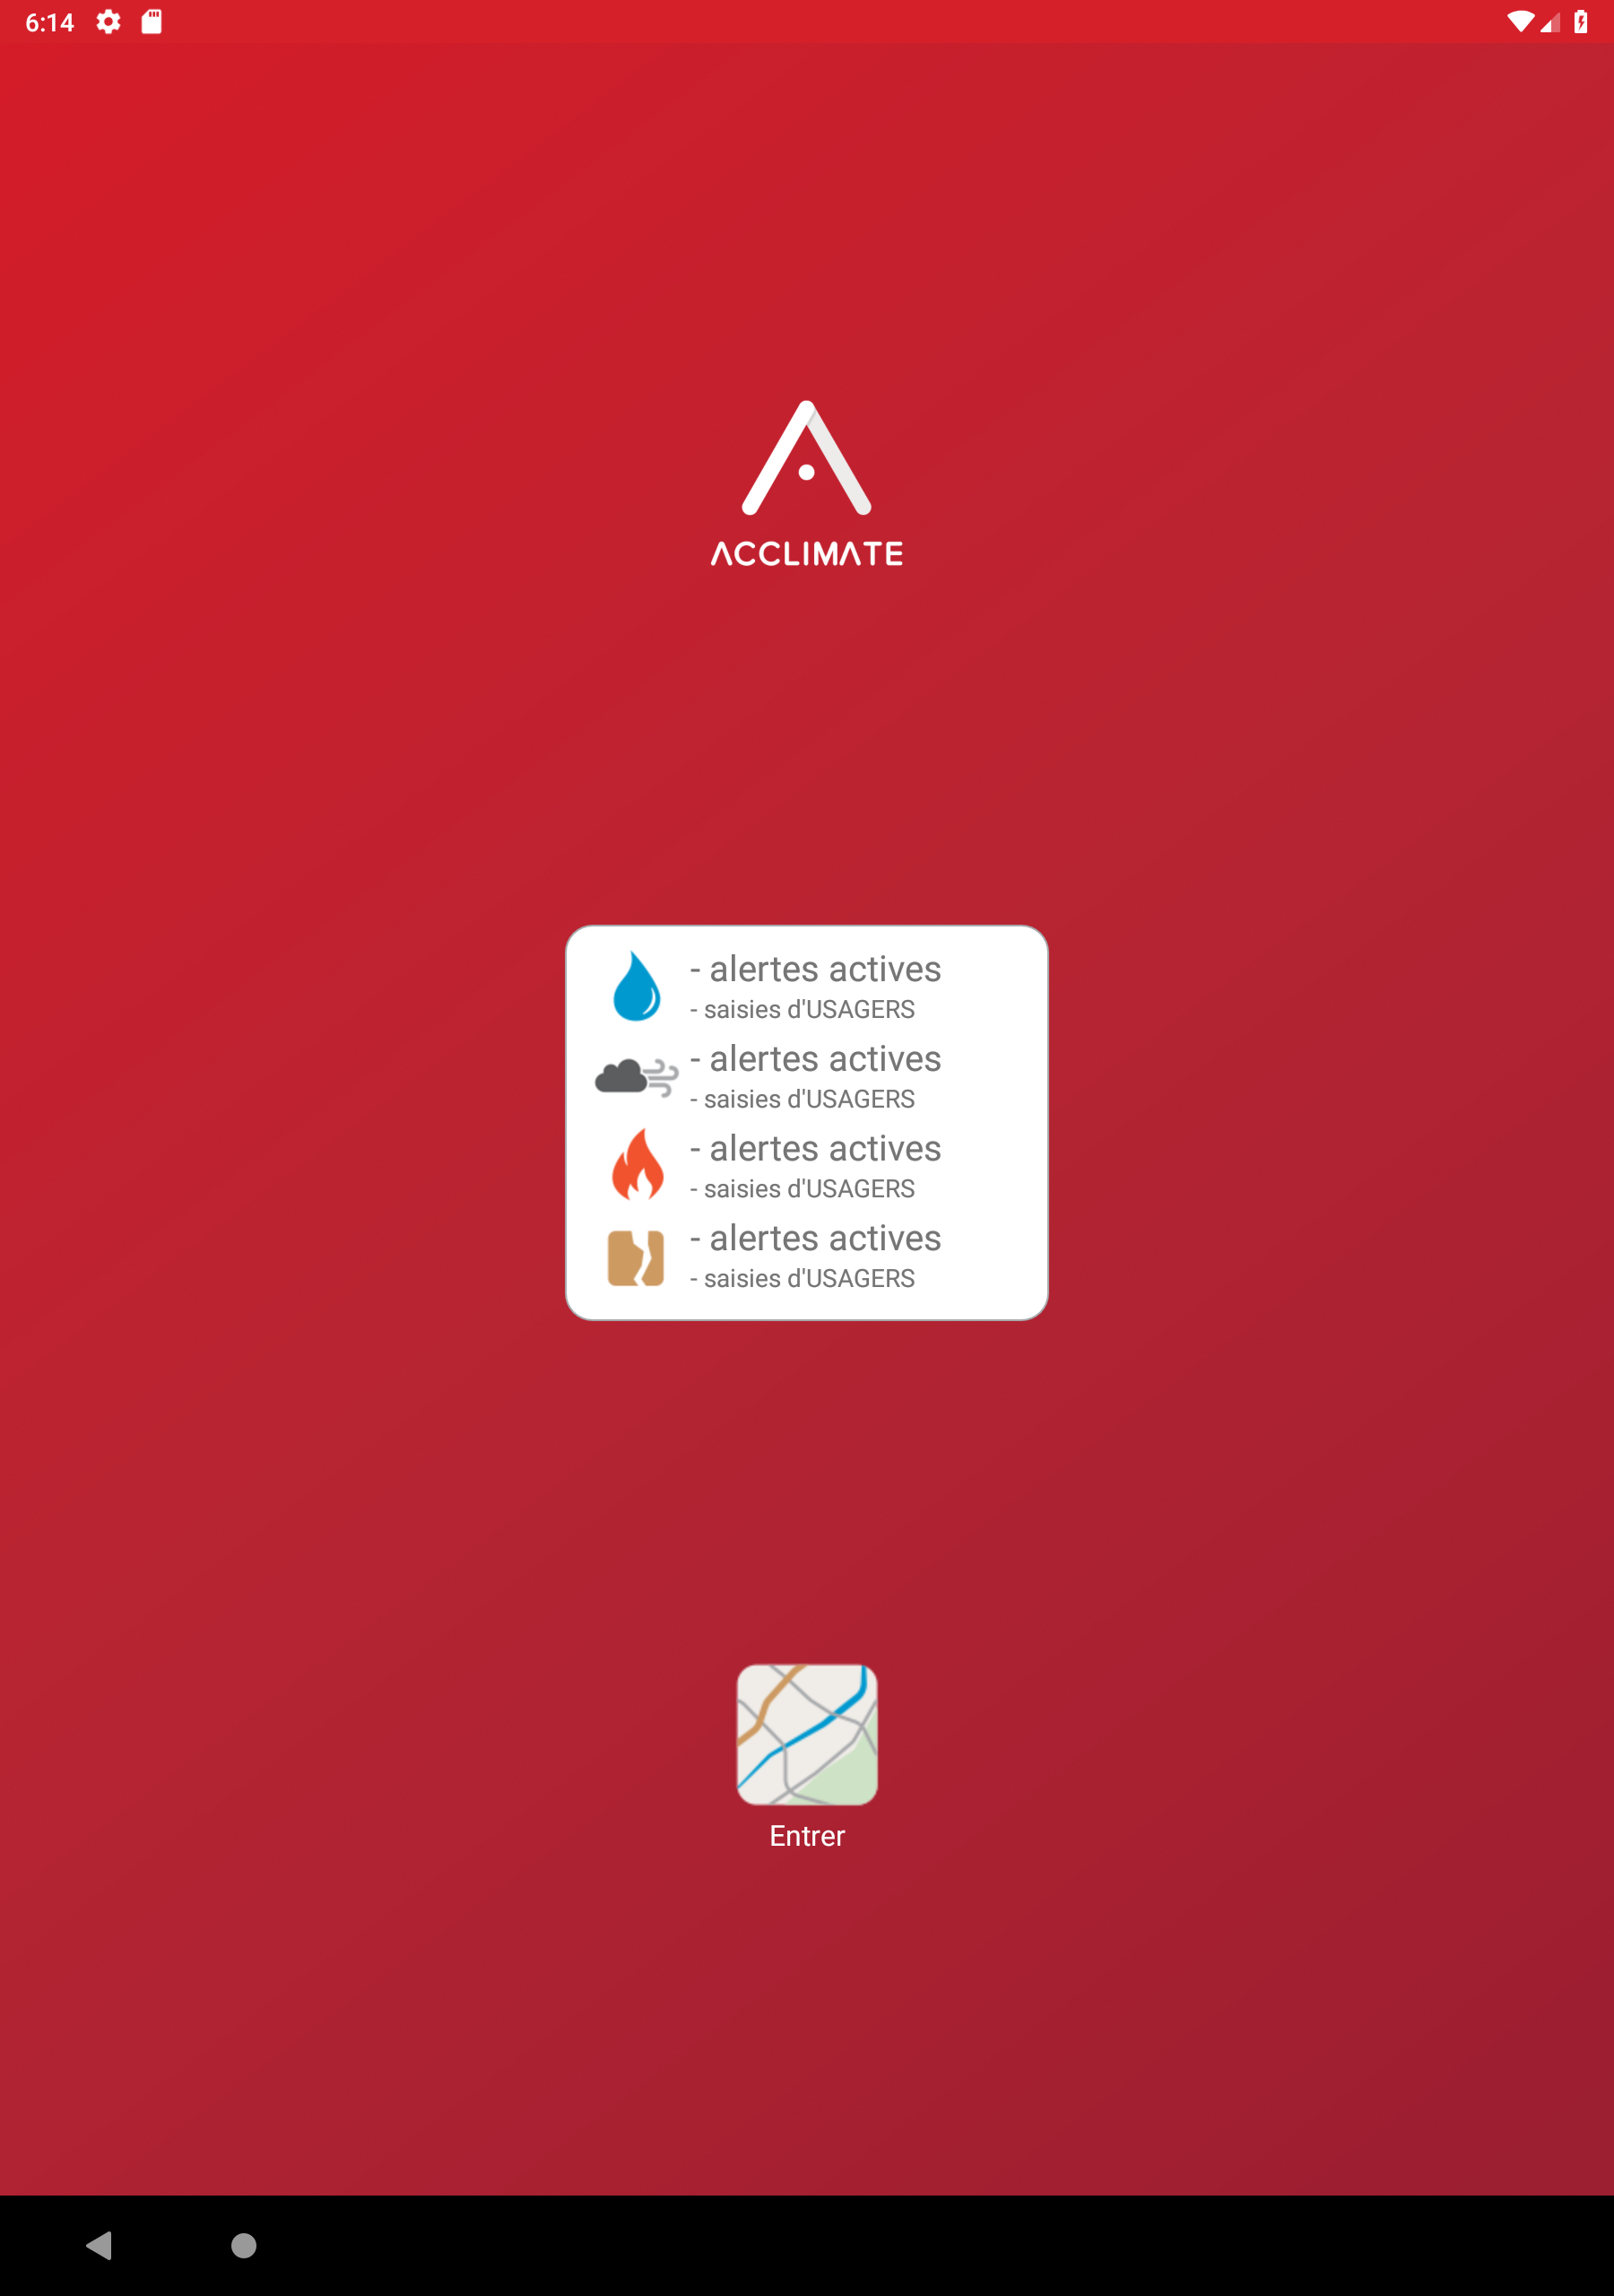 6:14
ACCLIMATE
- alertes actives
- saisies d'USAGERS
- alertes actives
- saisies d'USAGERS
- alertes actives
- saisies d'USAGERS
- alertes actives
- saisies d'USAGERS
Entrer